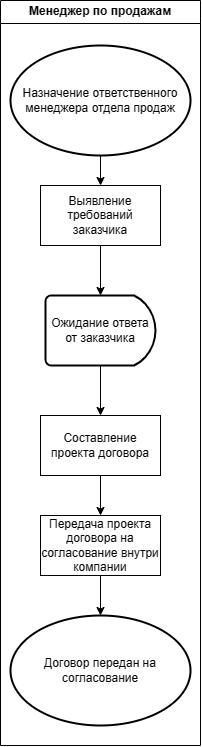 Менеджер по продажам
Назначение ответственного
менеджера отдела продаж
Выявление
требований
заказчика
Ожидание ответа
от заказчика
Составление
проекта договора
Передача проекта
договора на
согласование внутри
компании
Договор передан на
согласование